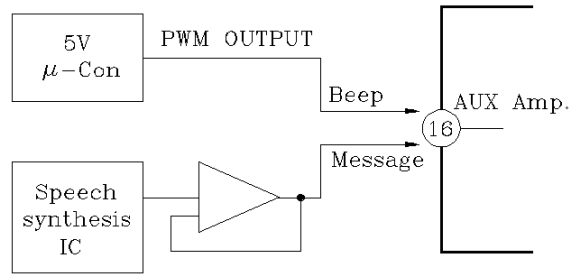 5V
μ-Con
PWM OUTPUT
Beep
AUX Amp.
16
Message
Speech
synthesis
IC